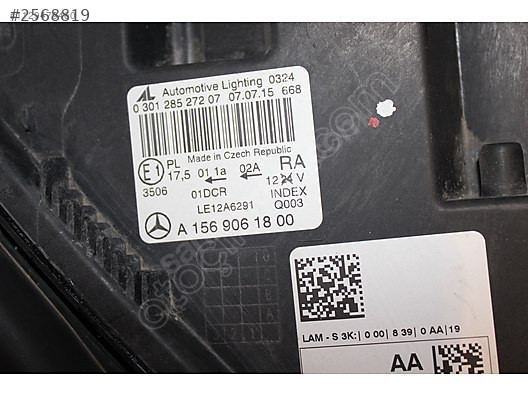 #2568819
AL Automotive Lighting 0324
0 301 285 272 07 07.07.15 668
E1 PL Made in Czech Republic RA
17,5 01 1a ← 02A ← 12 24 V
3506 01DCR INDEX
LE12A6291 Q003
A 156 906 18 00
LAM - S 3K:| 0 00| 8 39| 0 AA| 19
AA